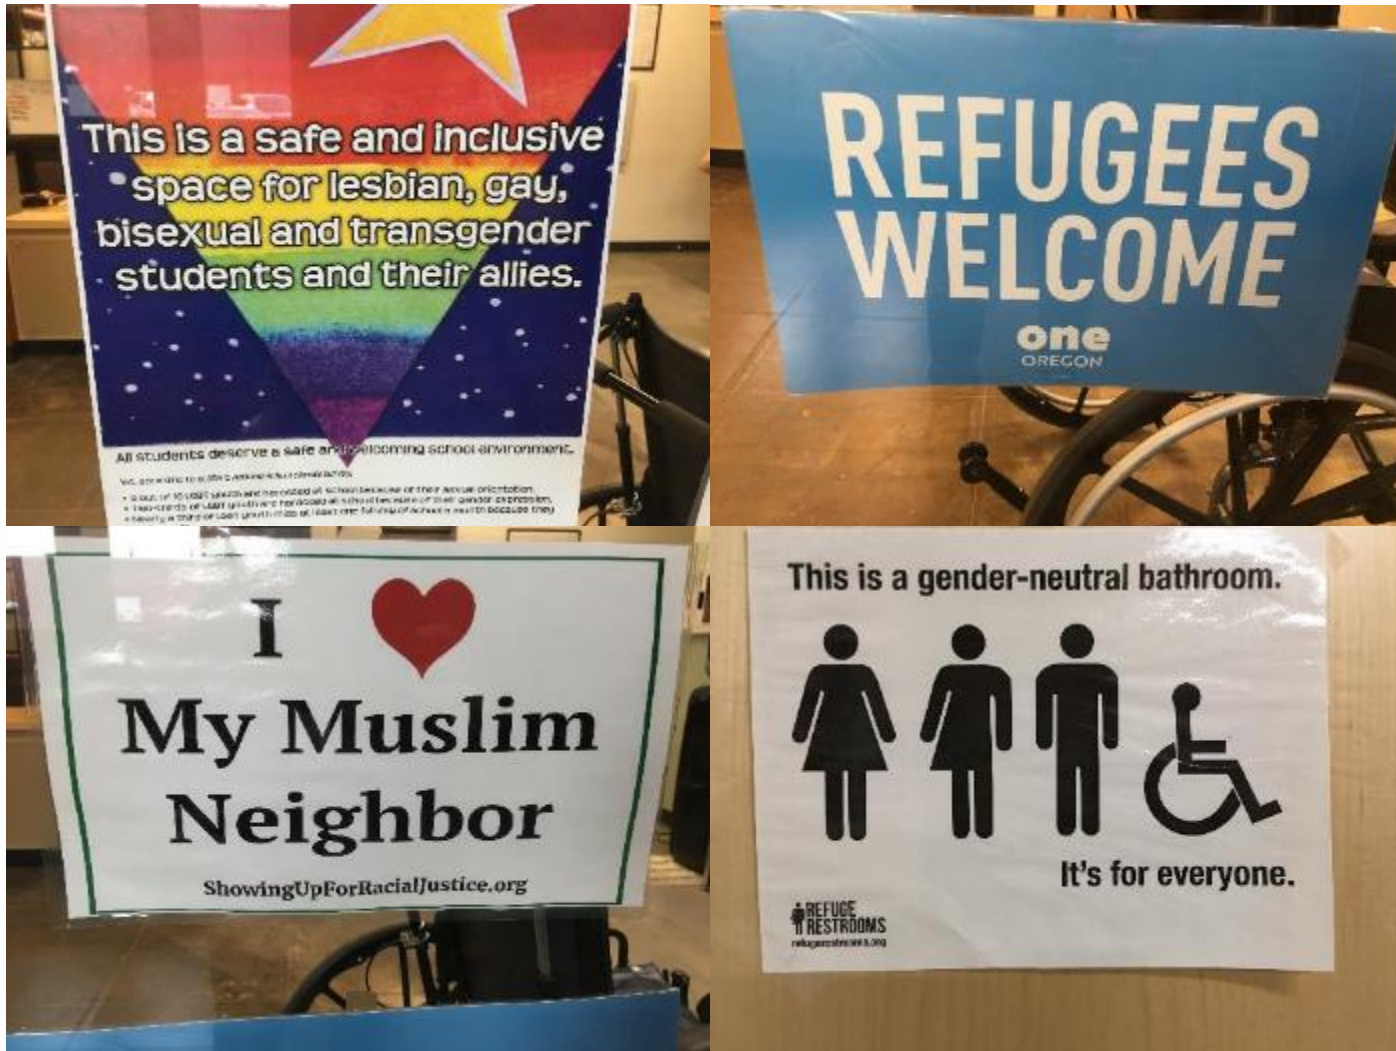 This is a safe and inclusive
space for lesbian, gay,
bisexual and transgender
students and their allies.
All students deserve a safe and welcoming school environment.
REFUGEES
WELCOME
one
OREGON
I
My Muslim
Neighbor
ShowingUpForRacialJustice.org
This is a gender-neutral bathroom.
It's for everyone.
REFUGE
RESTROOMS
refugerestrooms.org